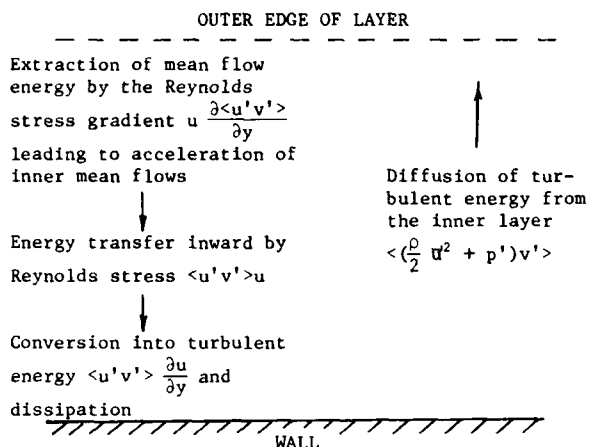 OUTER EDGE OF LAYER
Extraction of mean flow
energy by the Reynolds
stress gradient u ∂<u'v'>/∂y
leading to acceleration of
inner mean flows
Energy transfer inward by
Reynolds stress <u'v'>u
Conversion into turbulent
energy <u'v'> ∂u/∂y and
dissipation
Diffusion of tur-
bulent energy from
the inner layer
<(ρ/2 u'² + p')v'>
WALL